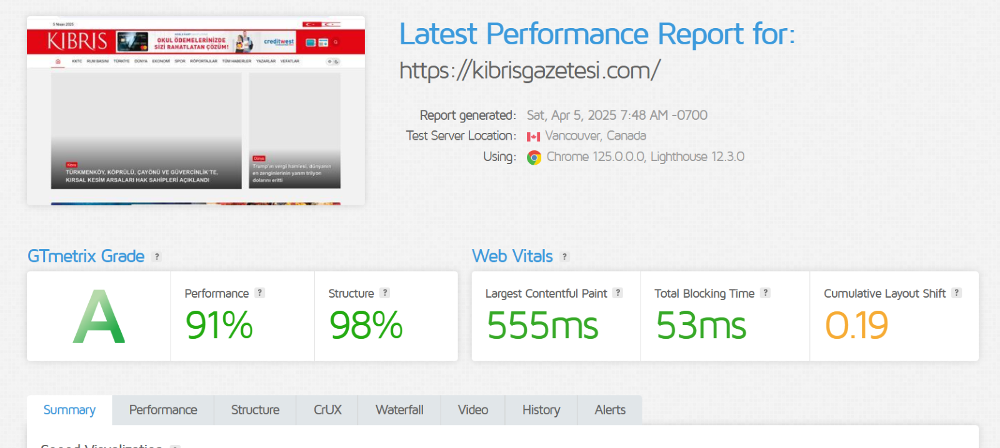 5 Nisan 2025
KIBRIS
OKUL ÖDEMELERİNİZDE
SİZİ RAHATLATAN ÇÖZÜM!
creditwest
KKTC RUM BASINI TÜRKİYE DÜNYA EKONOMİ SPOR RÖPORTAJLAR TÜM HABERLER YAZARLAR VEFATLAR
Kıbrıs
TÜRKMENKÖY, KÖPRÜLÜ, ÇAYÖNÜ VE GÜVERCİNLİK'TE,
KIRSAL KESİM ARSALARI HAK SAHİPLERİ AÇIKLANDI
Dünya
Trump'ın vergi hamlesi, dünyanın
en zenginlerinin yarım trilyon
dolarını eritti
Latest Performance Report for:
https://kibrisgazetesi.com/
Report generated: Sat, Apr 5, 2025 7:48 AM -0700
Test Server Location: Vancouver, Canada
Using: Chrome 125.0.0.0, Lighthouse 12.3.0
GTmetrix Grade ?
A
Performance ?
91%
Structure ?
98%
Web Vitals ?
Largest Contentful Paint ?
555ms
Total Blocking Time ?
53ms
Cumulative Layout Shift ?
0.19
Summary Performance Structure CrUX Waterfall Video History Alerts
Speed Visualization ?